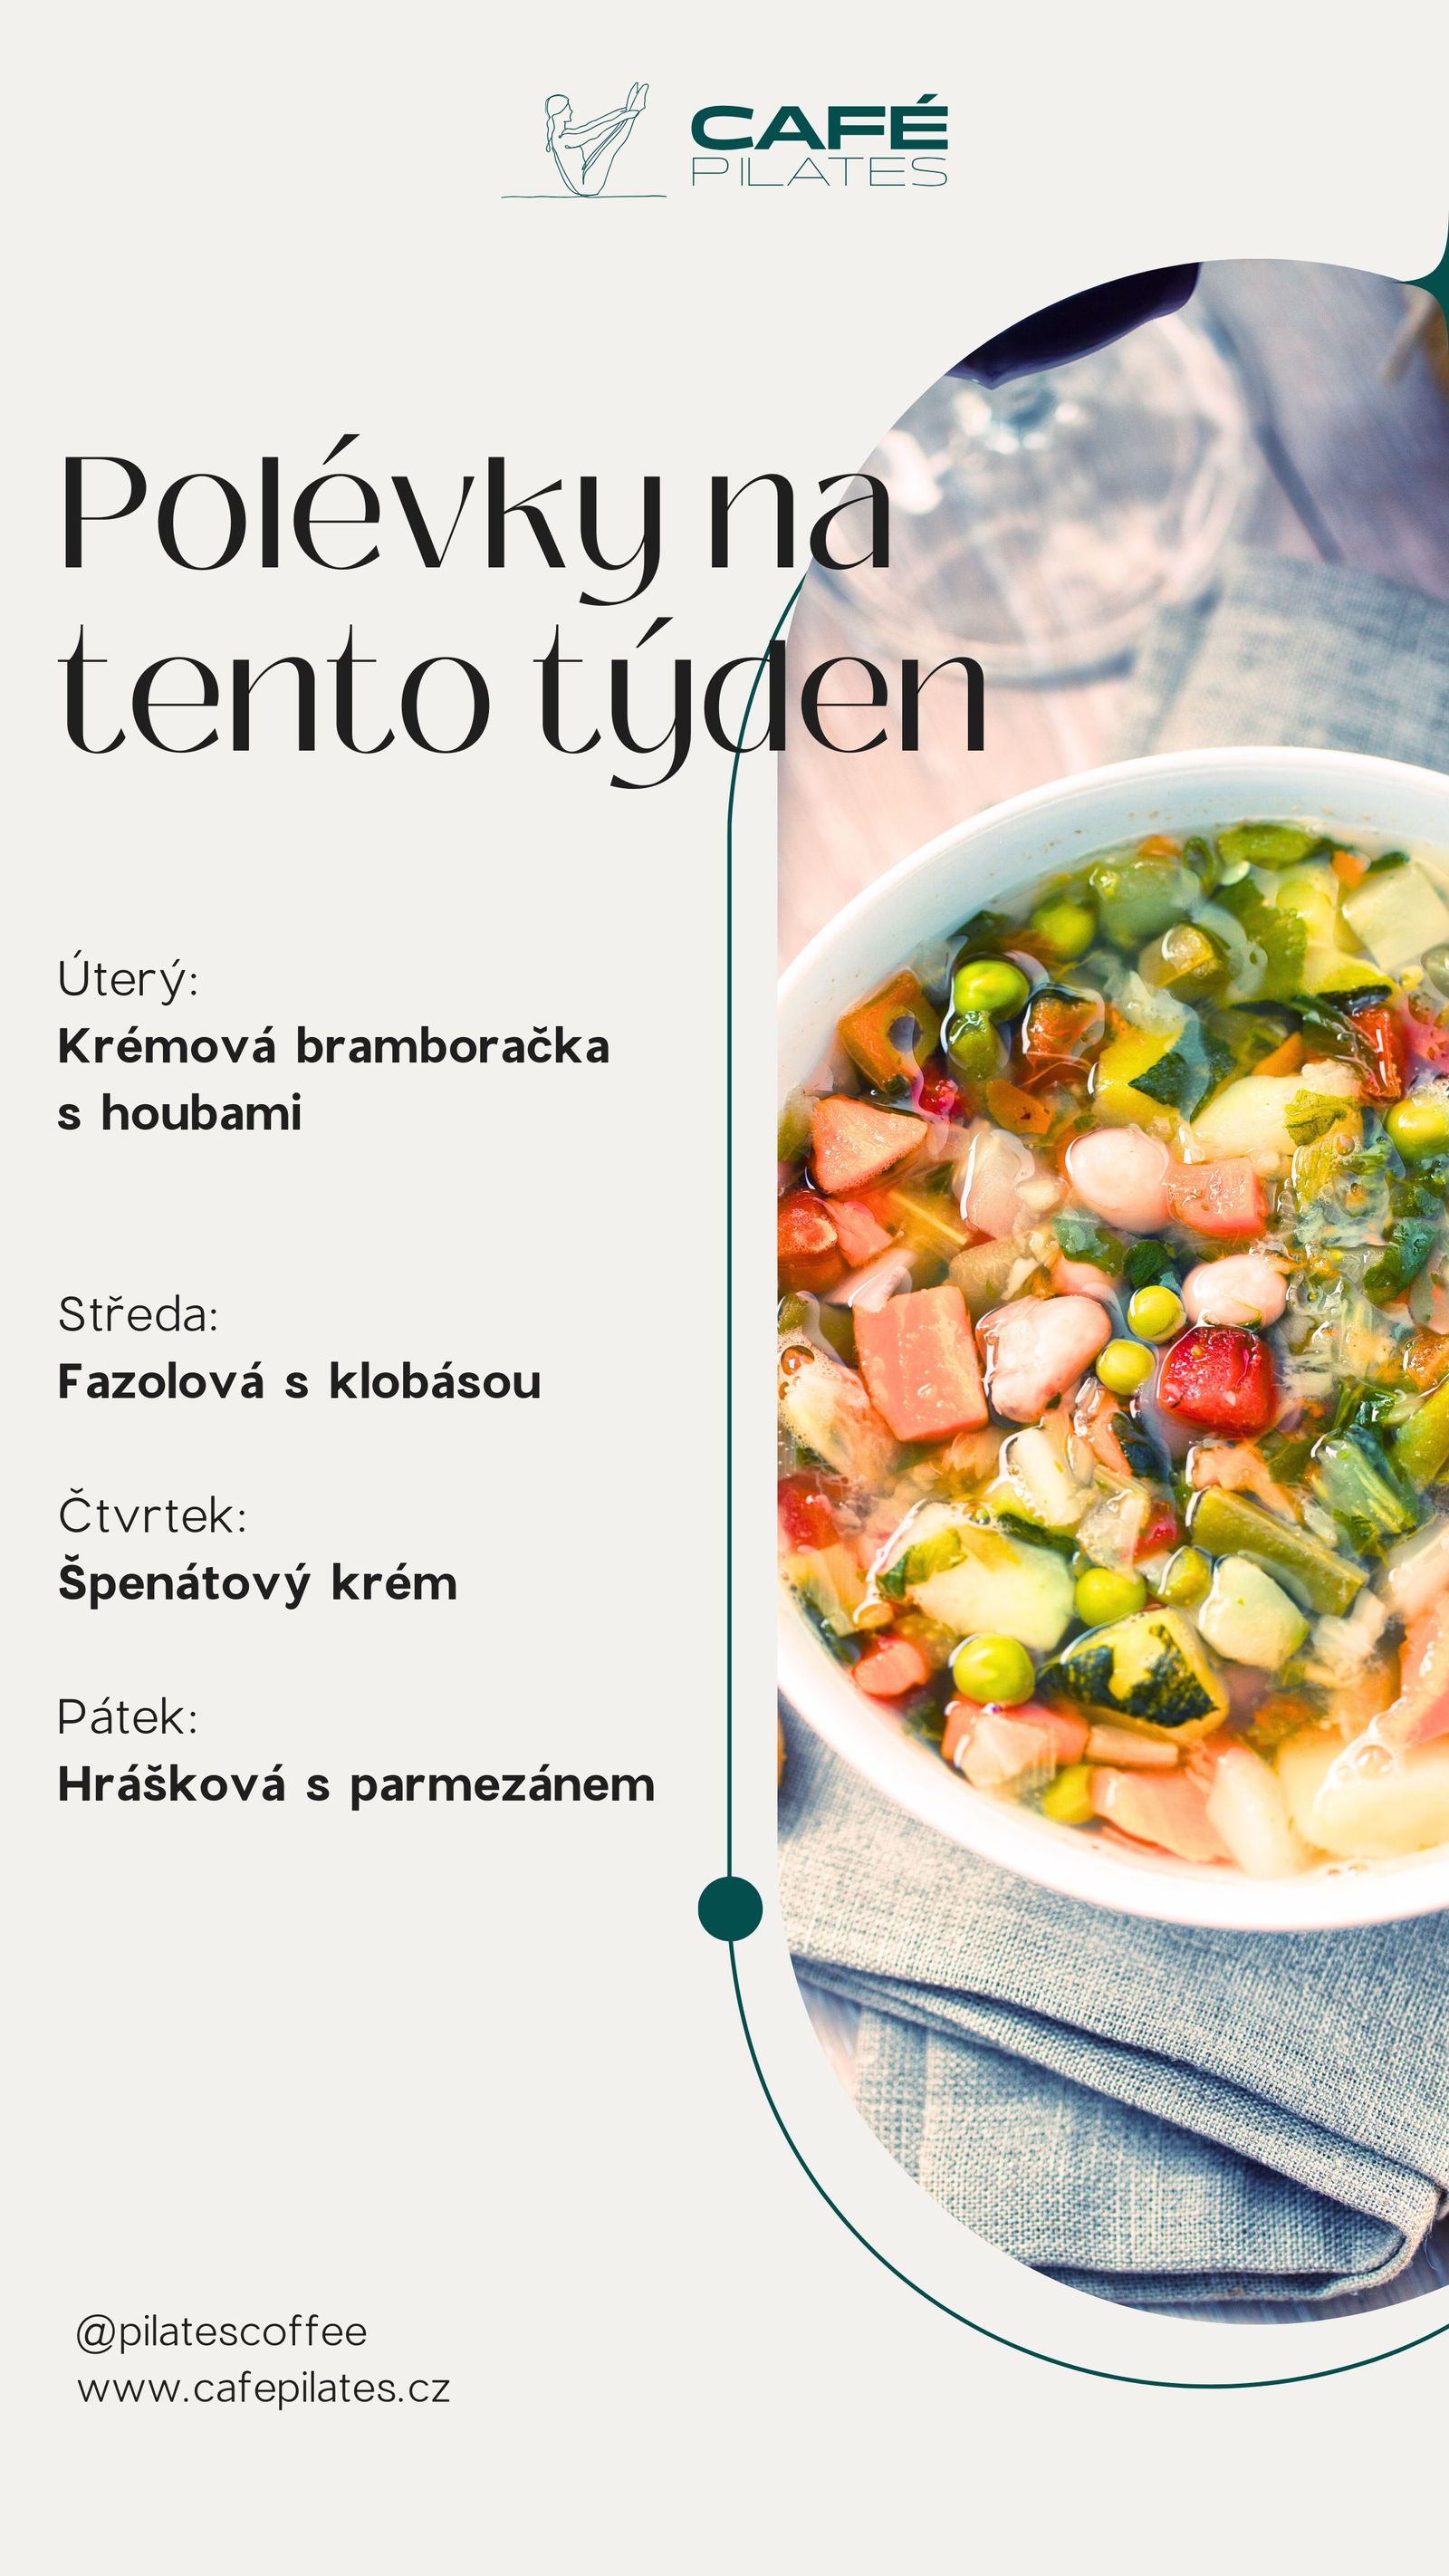 CAFÉ
PILATES
Polévky na
tento týden
Úterý:
Krémová bramboračka
s houbami
Středa:
Fazolová s klobásou
Čtvrtek:
Špenátový krém
Pátek:
Hrášková s parmezánem
@pilatescoffee
www.cafepilates.cz